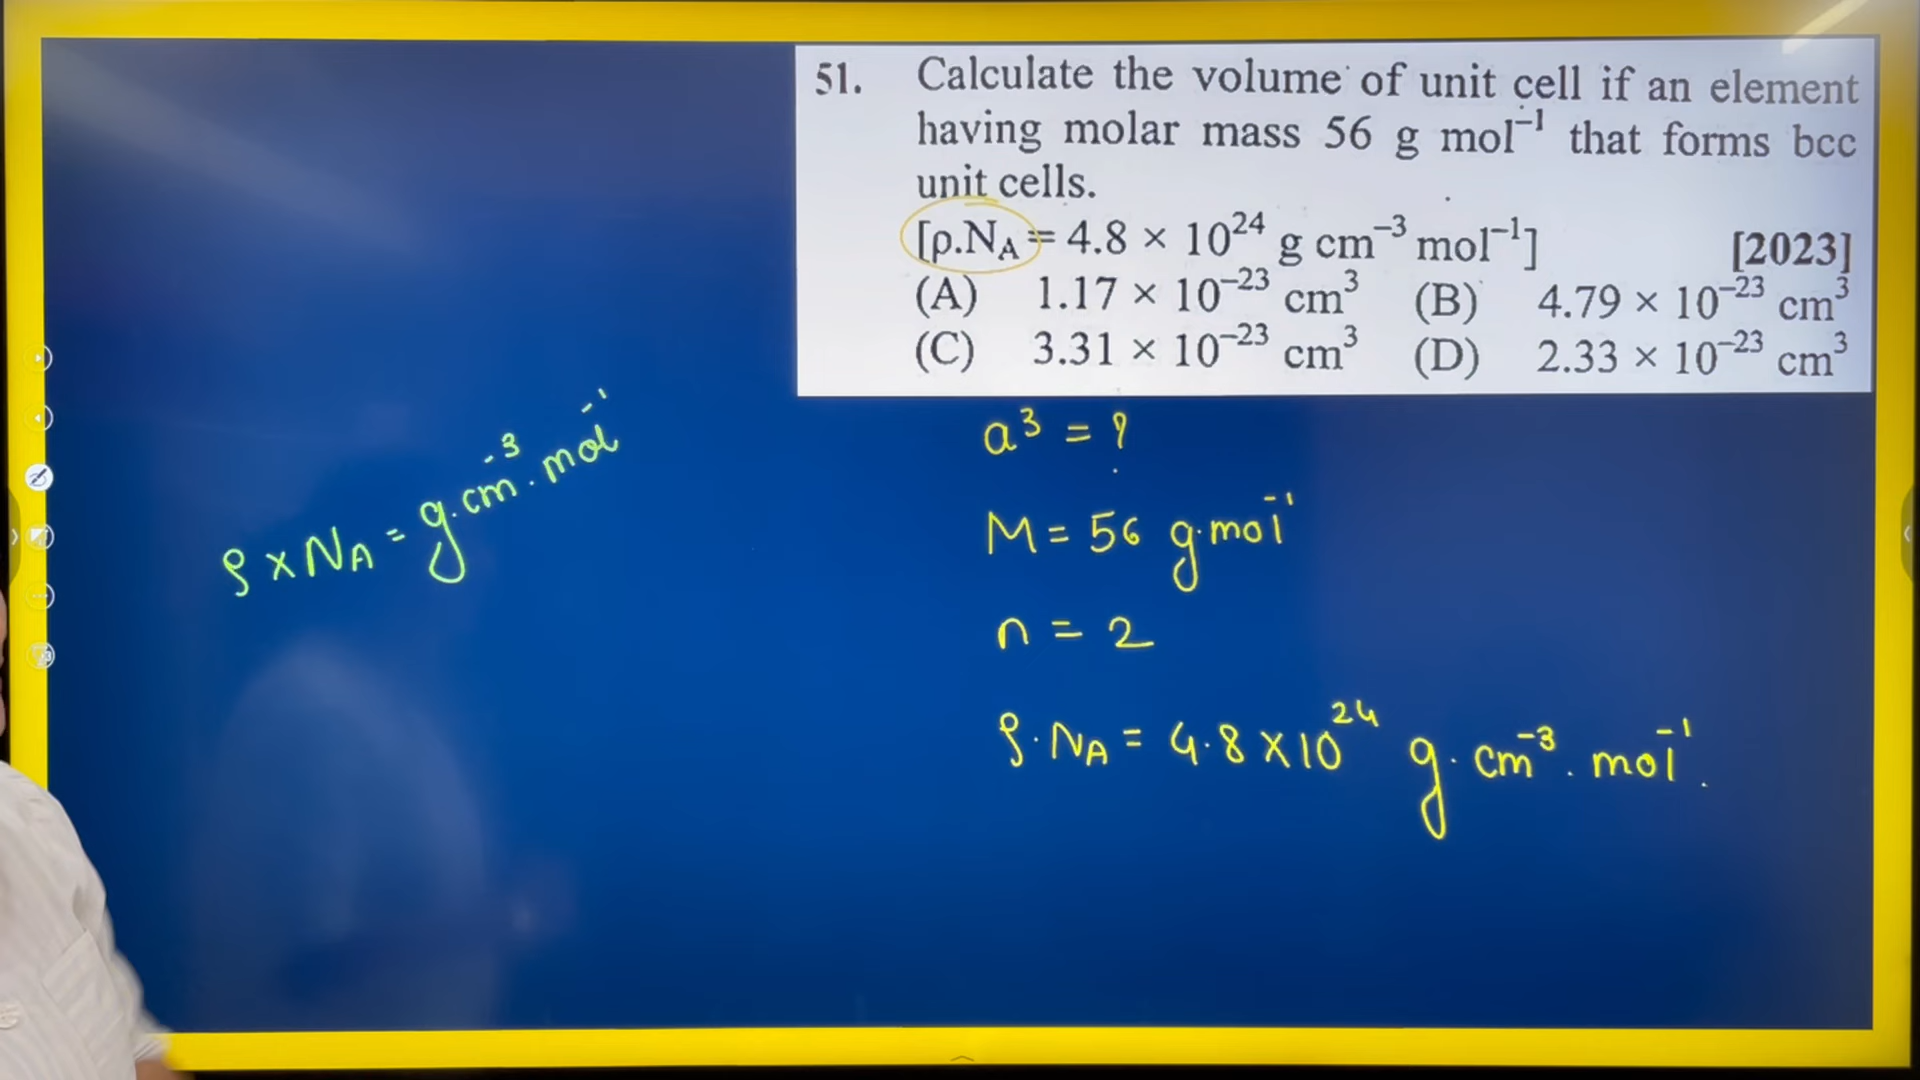 51. Calculate the volume of unit cell if an element
having molar mass 56 g mol⁻¹ that forms bcc
unit cells.
[ρ.N_A = 4.8 × 10²⁴ g cm⁻³ mol⁻¹] [2023]
(A) 1.17 × 10⁻²³ cm³ (B) 4.79 × 10⁻²³ cm³
(C) 3.31 × 10⁻²³ cm³ (D) 2.33 × 10⁻²³ cm³
a³ = ?
M = 56 g.mol⁻¹
n = 2
ρ.N_A = 4.8 × 10²⁴ g.cm⁻³.mol⁻¹.
ρ × N_A = g.cm⁻³.mol⁻¹